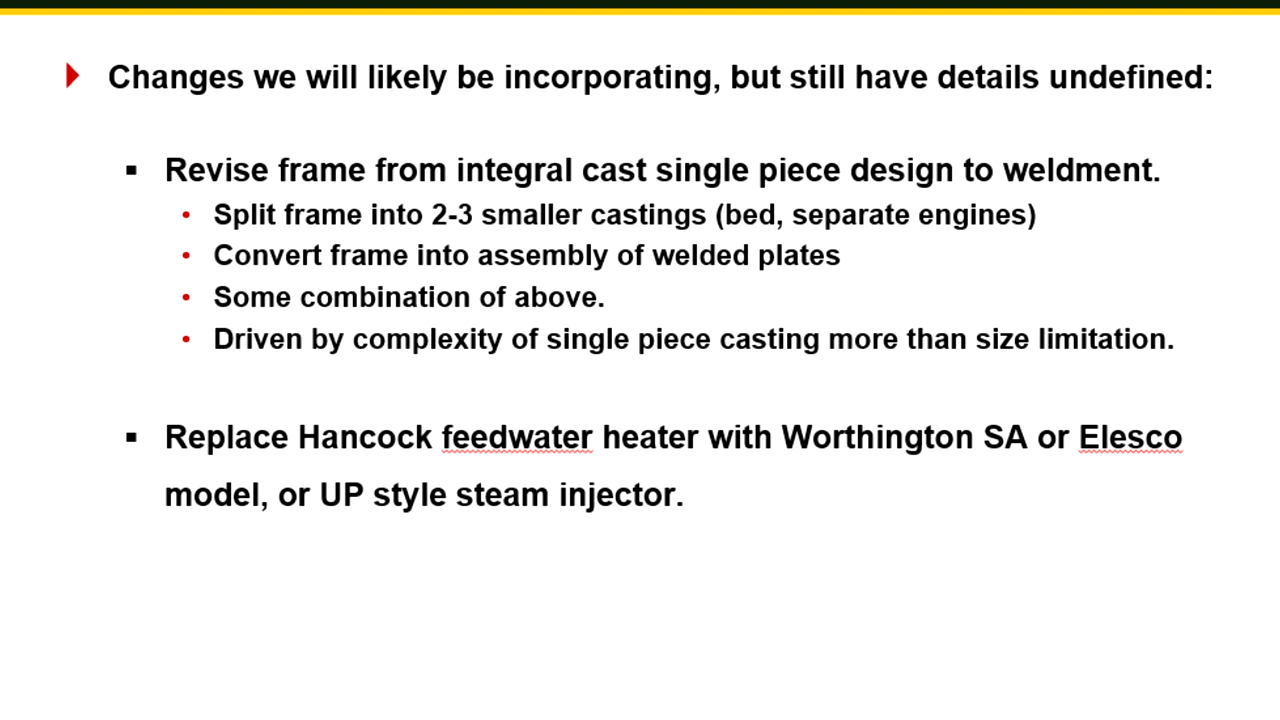 Changes we will likely be incorporating, but still have details undefined:
Revise frame from integral cast single piece design to weldment.
Split frame into 2-3 smaller castings (bed, separate engines)
Convert frame into assembly of welded plates
Some combination of above.
Driven by complexity of single piece casting more than size limitation.
Replace Hancock feedwater heater with Worthington SA or Elesco
model, or UP style steam injector.